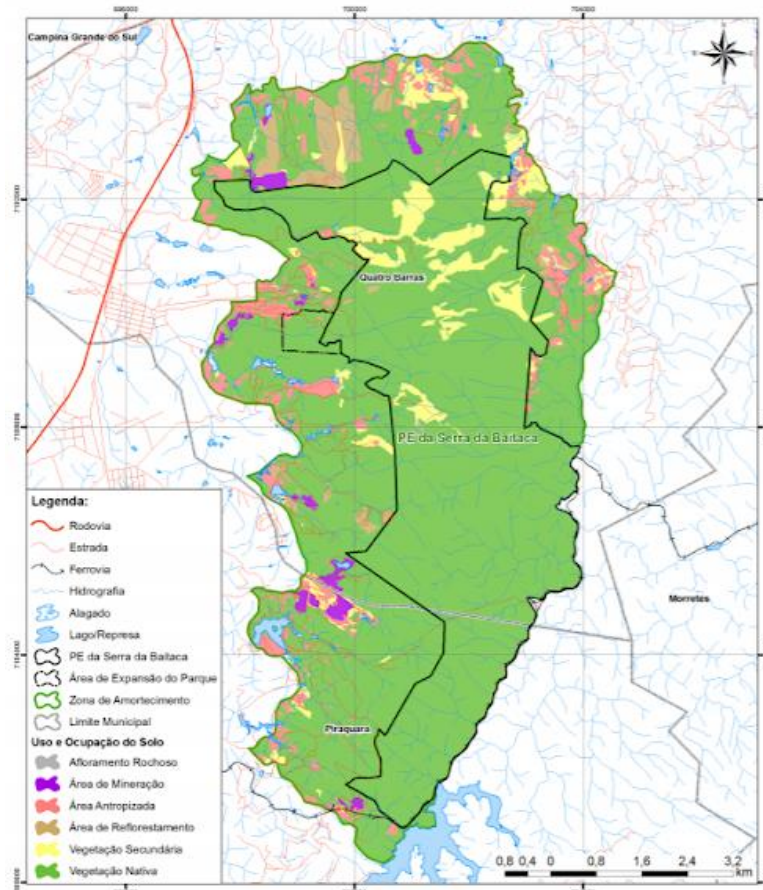 696000 700000 704000
Campina Grande do Sul
Quatro Barras
PE da Serra da Baitaca
Morretes
Piraquara
Legenda:
Rodovia
Estrada
Ferrovia
Hidrografia
Alagado
Lago/Represa
PE da Serra da Baitaca
Área de Expansão do Parque
Zona de Amortecimento
Limite Municipal
Uso e Ocupação do Solo
Afloramento Rochoso
Área de Mineração
Área Antropizada
Área de Reflorestamento
Vegetação Secundária
Vegetação Nativa
0,8 0,4 0 0,8 1,6 2,4 3,2
km